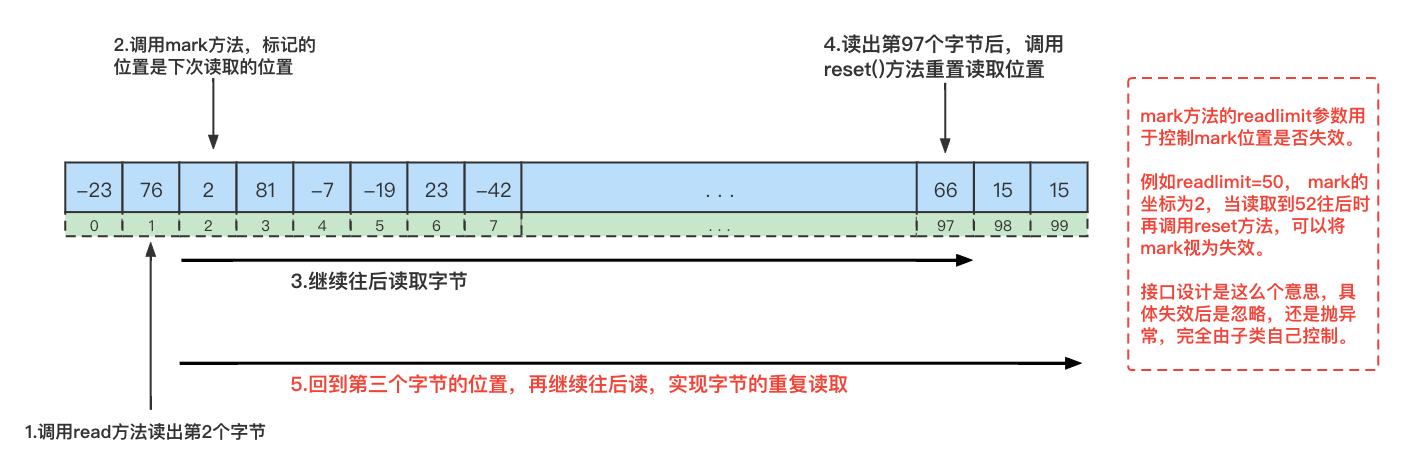 2.调用mark方法，标记的
位置是下次读取的位置
4.读出第97个字节后，调用
reset()方法重置读取位置
-23 76 2 81 -7 -19 23 -42 ... 66 15 15
0 1 2 3 4 5 6 7 ... 97 98 99
3.继续往后读取字节
5.回到第三个字节的位置，再继续往后读，实现字节的重复读取
1.调用read方法读出第2个字节
mark方法的readlimit参数用
于控制mark位置是否失效。
例如readlimit=50， mark的
坐标为2，当读取到52往后时
再调用reset方法，可以将
mark视为失效。
接口设计是这么个意思，具
体失效后是忽略，还是抛异
常，完全由子类自己控制。